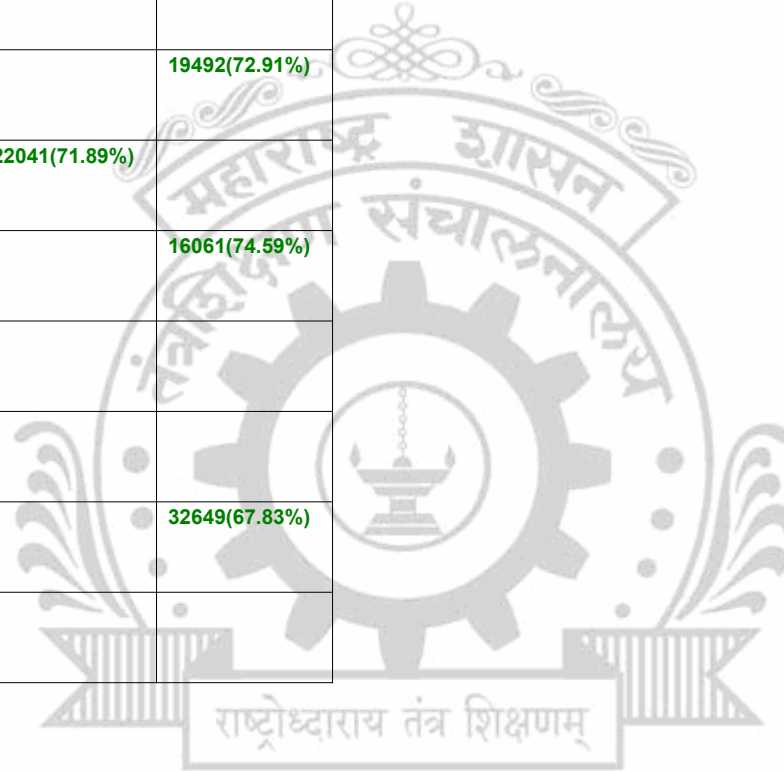 19492(72.91%)
22041(71.89%)
16061(74.59%)
32649(67.83%)
महाराष्ट्र शासन
तंत्रशिक्षण संचालनालय
राष्ट्रोध्दाराय तंत्र शिक्षणम्